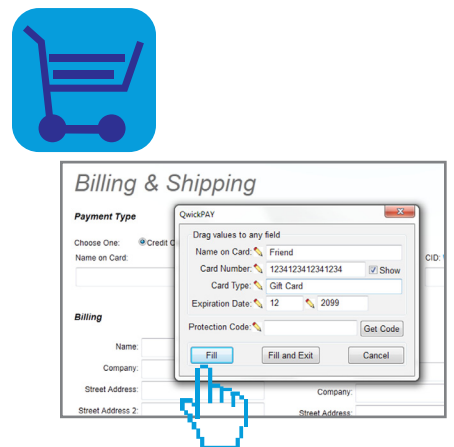 Billing & Shipping
Payment Type
QwickPAY
Drag values to any field
Choose One: Credit
Name on Card: Friend
Name on Card:
CID:
Card Number: 1234123412341234 Show
Card Type: Gift Card
Expiration Date: 12 2099
Billing
Protection Code: Get Code
Name:
Fill Fill and Exit Cancel
Company:
Street Address:
Company:
Street Address 2:
Street Address: